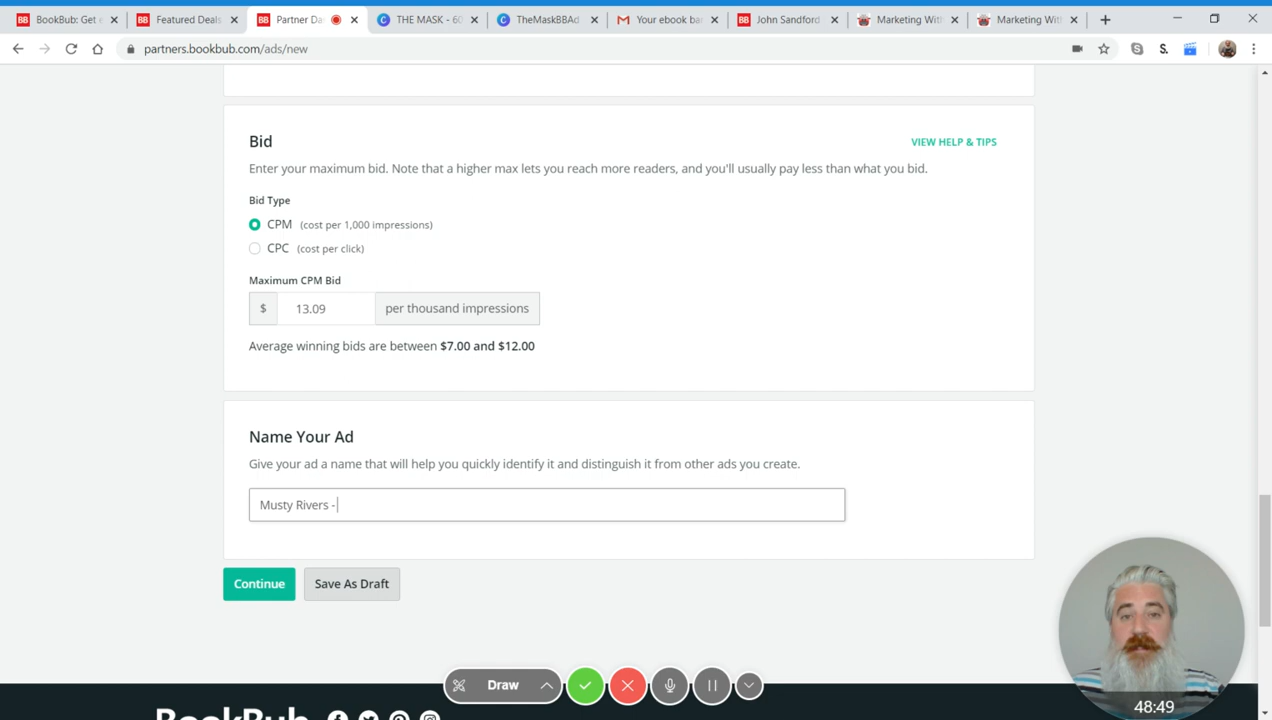 BookBub: Get e
Featured Deals
Partner Da
THE MASK - 60
TheMaskBBAd
Your ebook ba
John Sandford
Marketing Wit
Marketing Wit
partners.bookbub.com/ads/new
Bid
VIEW HELP & TIPS
Enter your maximum bid. Note that a higher max lets you reach more readers, and you'll usually pay less than what you bid.
Bid Type
CPM (cost per 1,000 impressions)
CPC (cost per click)
Maximum CPM Bid
$ 13.09 per thousand impressions
Average winning bids are between $7.00 and $12.00
Name Your Ad
Give your ad a name that will help you quickly identify it and distinguish it from other ads you create.
Musty Rivers -
Continue
Save As Draft
Draw
48:49
BookBub